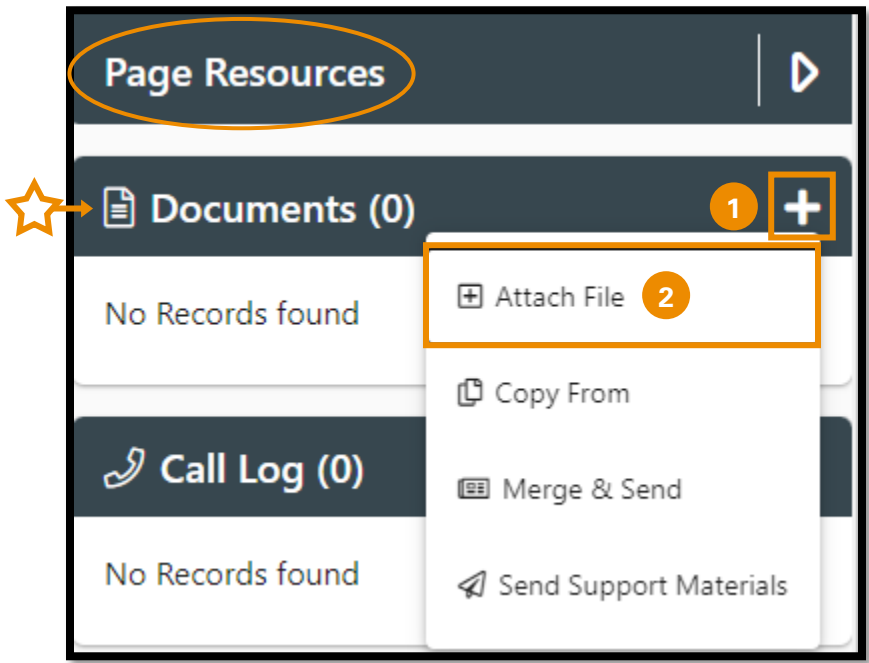 Page Resources
Documents (0)
1
No Records found
Attach File
2
Copy From
Call Log (0)
Merge & Send
No Records found
Send Support Materials